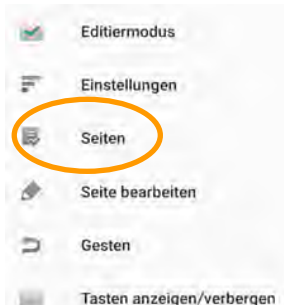 Editiermodus
Einstellungen
Seiten
Seite bearbeiten
Gesten
Tasten anzeigen/verbergen